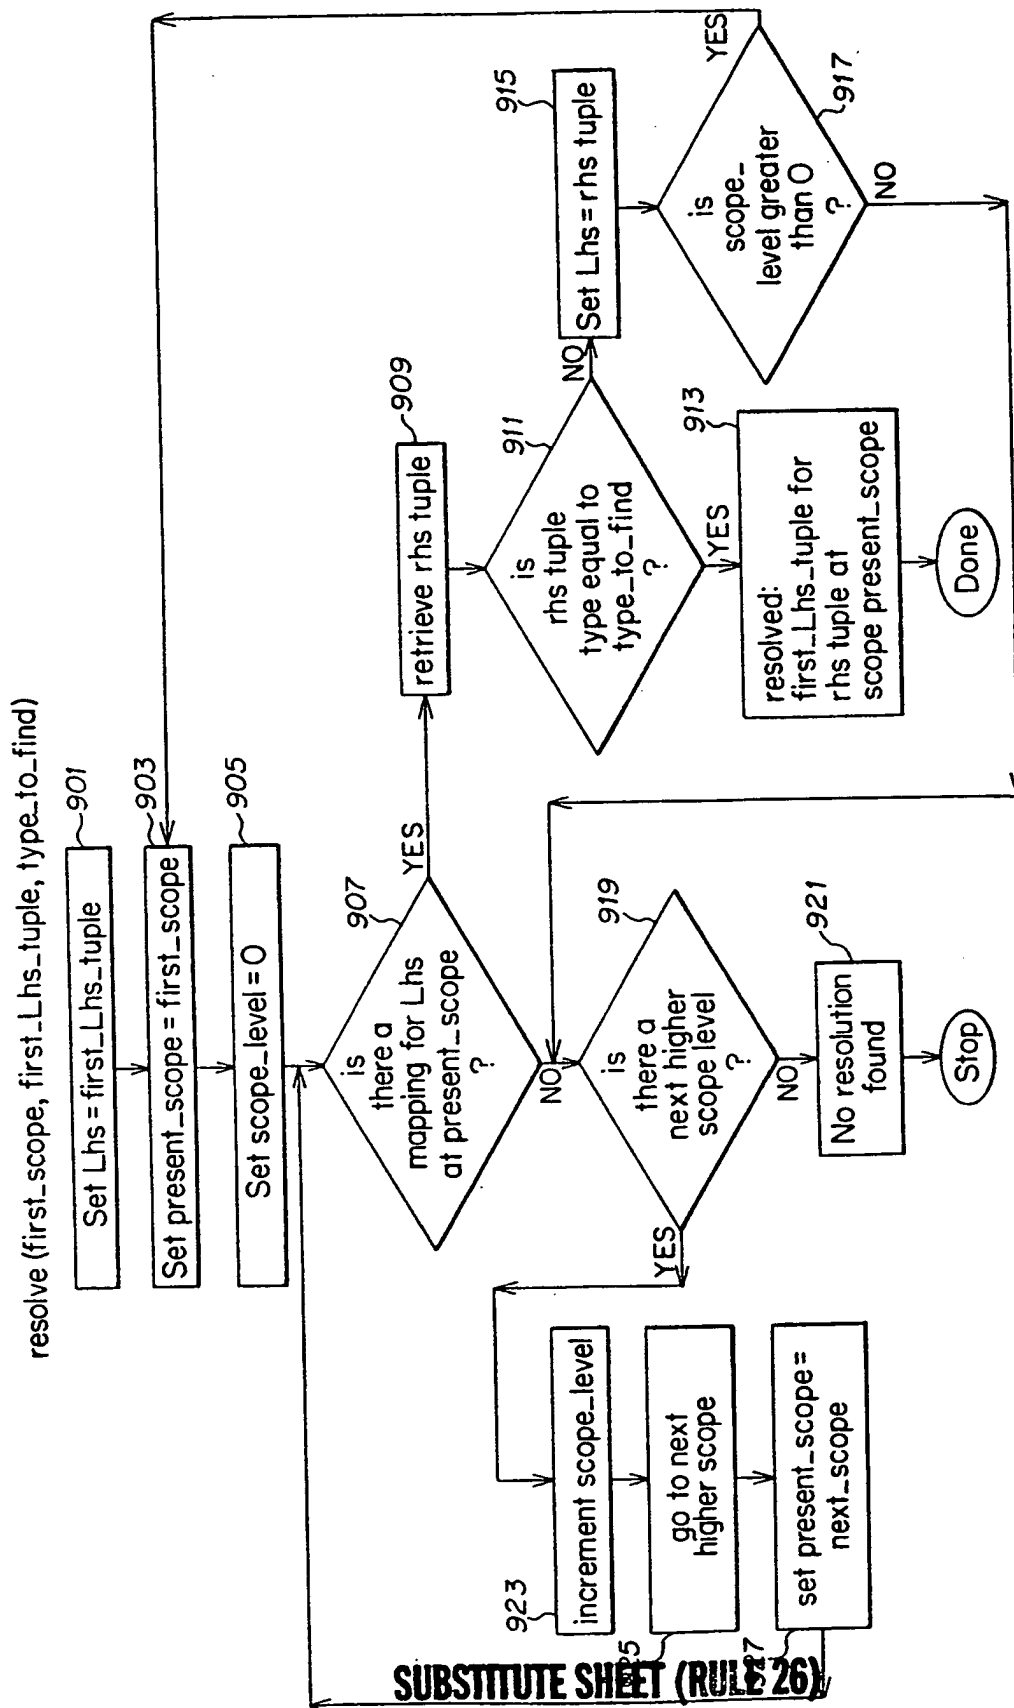 resolve (first_scope, first_Lhs_tuple, type_to_find)
Set Lhs = first_Lhs_tuple
901
Set present_scope = first_scope
903
Set scope_level = 0
905
is
there a
mapping for Lhs
at present_scope
?
907
YES
NO
retrieve rhs tuple
909
is
rhs tuple
type equal to
type_to_find
?
911
NO
YES
resolved:
first_Lhs_tuple for
rhs tuple at
scope present_scope
913
Done
Set Lhs = rhs tuple
915
is
scope_
level greater
than 0
?
917
YES
NO
is
there a
next higher
scope level
?
919
YES
NO
No resolution
found
921
Stop
increment scope_level
923
go to next
higher scope
set present_scope =
next_scope
SUBSTITUTE SHEET (RULE 26)